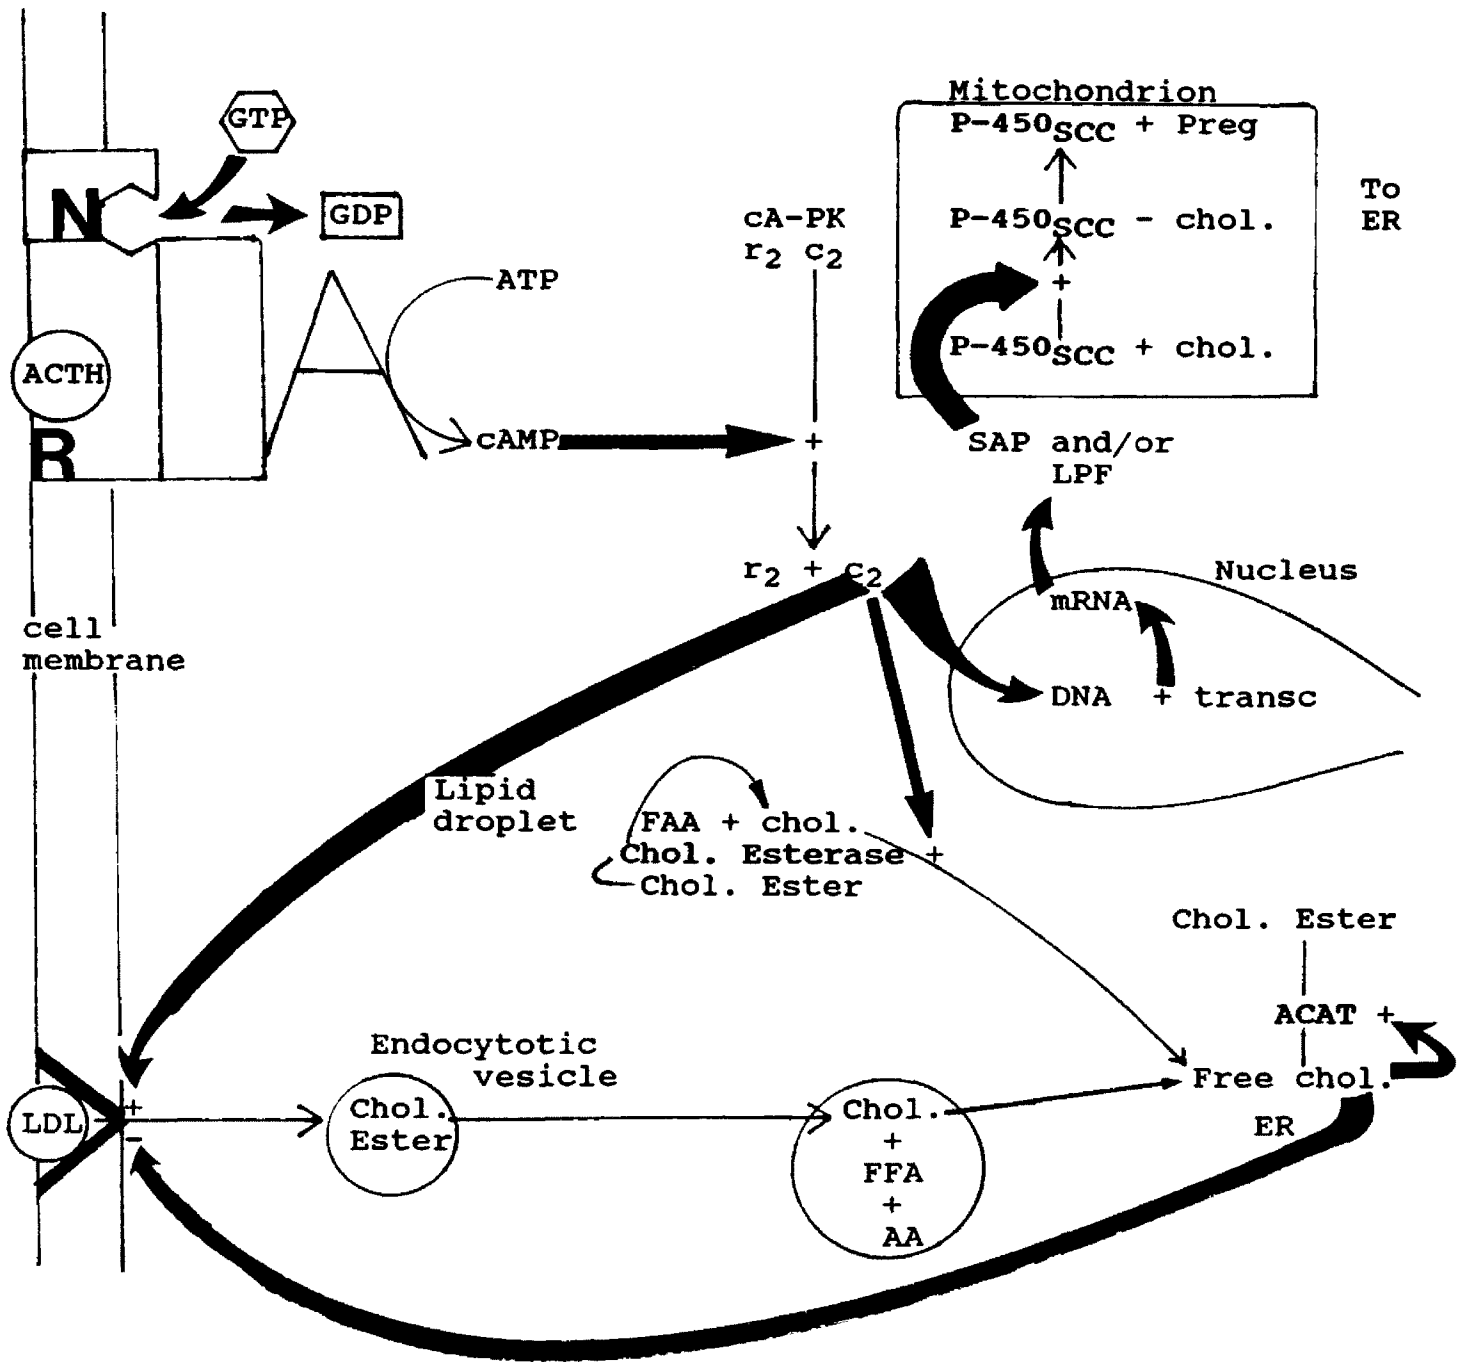 GTP
N
GDP
ACTH
R
ATP
cAMP
+
cA-PK
r2 c2
r2 + c2
Mitochondrion
P-450SCC + Preg
P-450SCC - chol.
+
P-450SCC + chol.
To
ER
SAP and/or
LPF
Nucleus
mRNA
DNA + transc
cell
membrane
Lipid
droplet
FAA + chol.
Chol. Esterase +
Chol. Ester
Chol. Ester
ACAT +
Free chol.
ER
Endocytotic
vesicle
LDL
+
-
Chol.
Ester
Chol.
+
FFA
+
AA